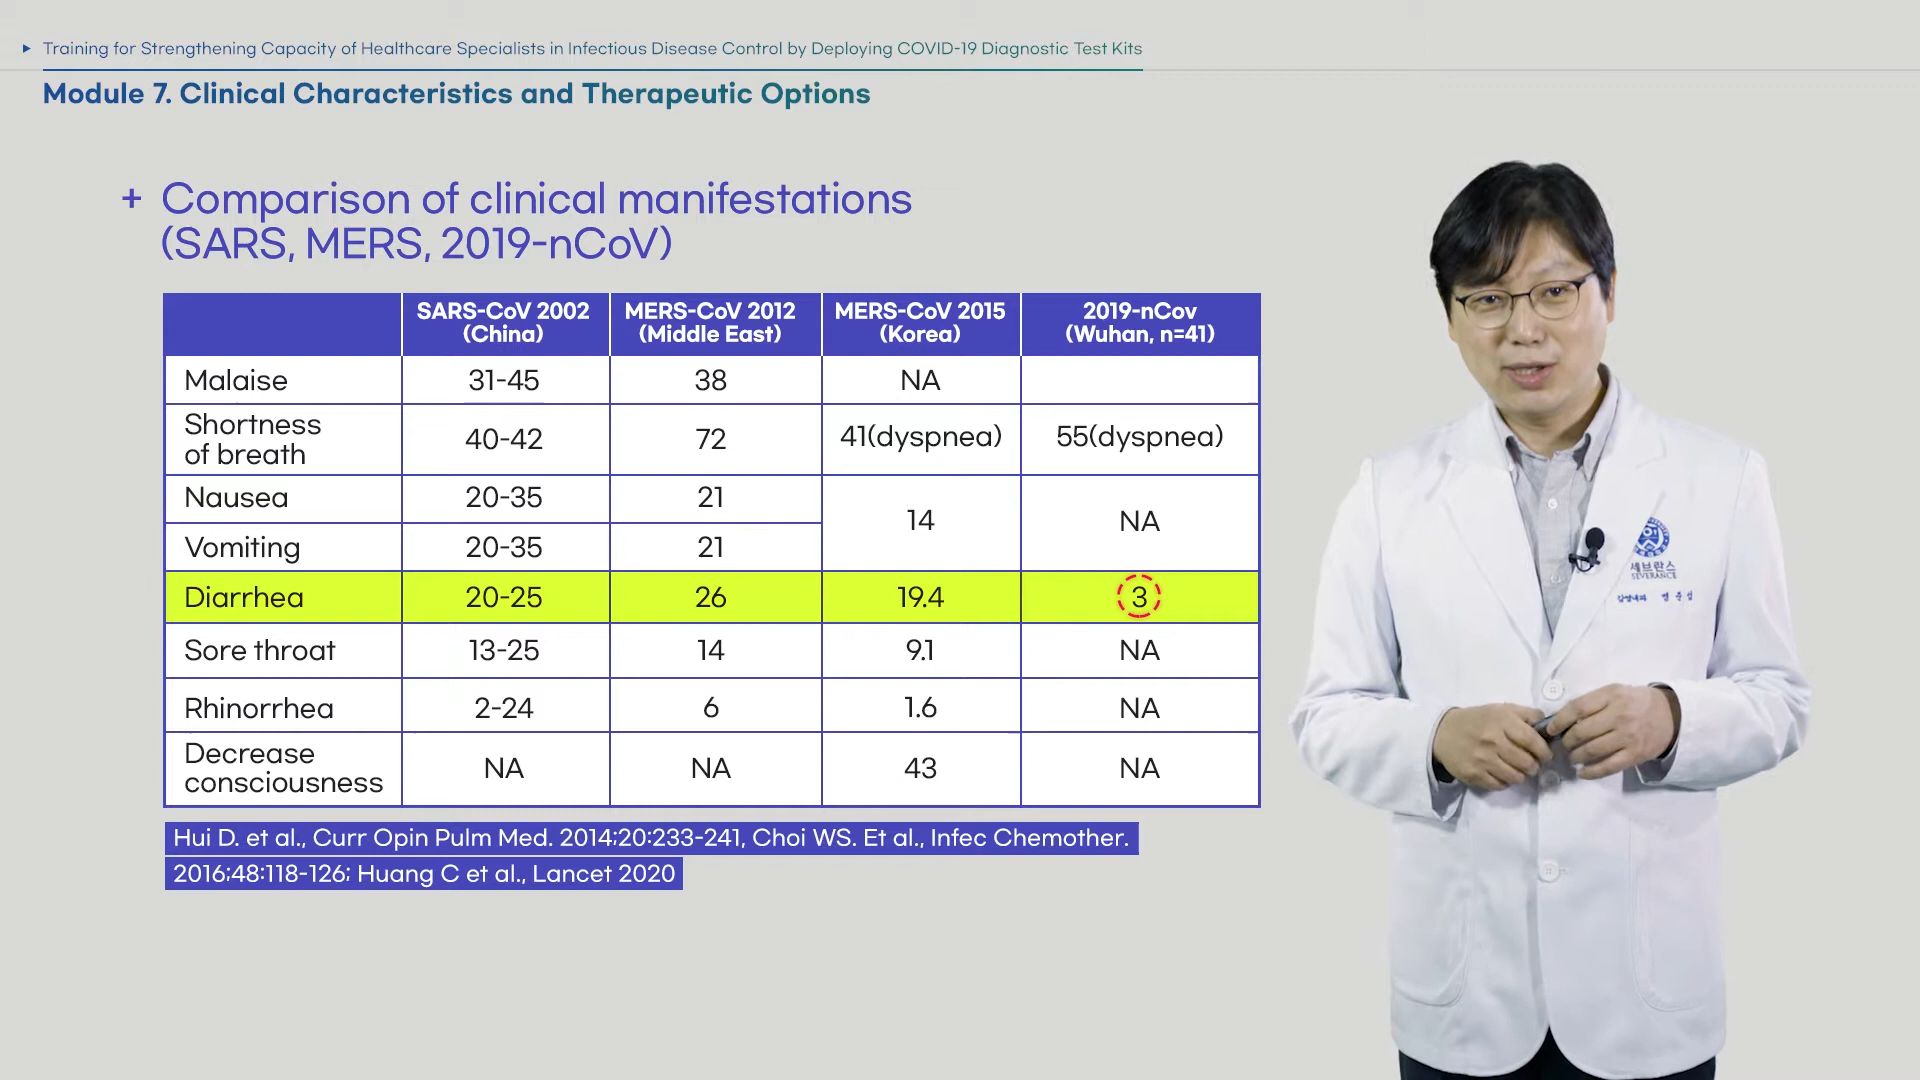 Training for Strengthening Capacity of Healthcare Specialists in Infectious Disease Control by Deploying COVID-19 Diagnostic Test Kits
Module 7. Clinical Characteristics and Therapeutic Options
+ Comparison of clinical manifestations
(SARS, MERS, 2019-nCoV)
SARS-CoV 2002 (China) MERS-CoV 2012 (Middle East) MERS-CoV 2015 (Korea) 2019-nCov (Wuhan, n=41)
Malaise 31-45 38 NA
Shortness of breath 40-42 72 41(dyspnea) 55(dyspnea)
Nausea 20-35 21 14 NA
Vomiting 20-35 21
Diarrhea 20-25 26 19.4 3
Sore throat 13-25 14 9.1 NA
Rhinorrhea 2-24 6 1.6 NA
Decrease consciousness NA NA 43 NA
Hui D. et al., Curr Opin Pulm Med. 2014;20:233-241, Choi WS. Et al., Infec Chemother.
2016;48:118-126; Huang C et al., Lancet 2020
세브란스
SEVERANCE